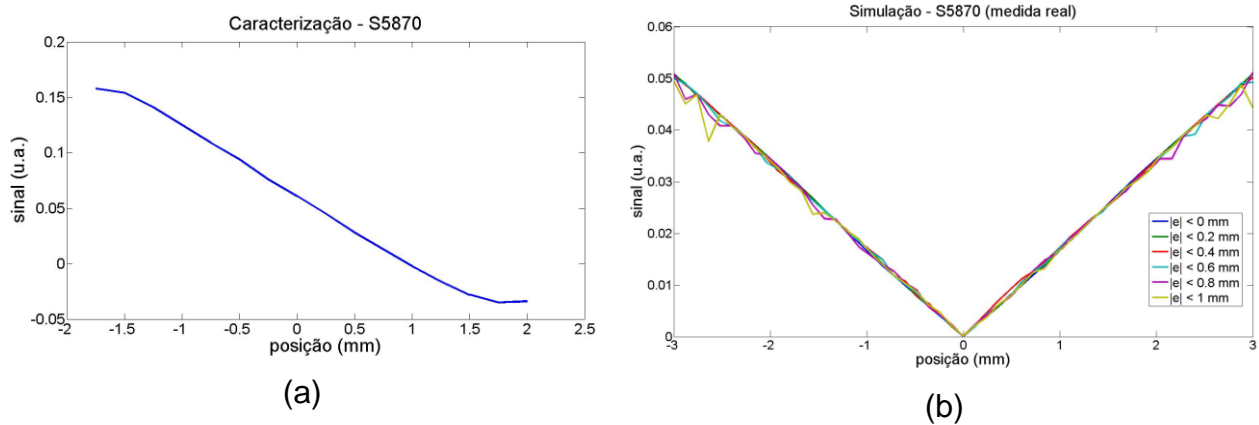 Caracterização - S5870
0.2
0.15
0.1
0.05
0
-0.05
sinal (u.a.)
-2 -1.5 -1 -0.5 0 0.5 1 1.5 2 2.5
posição (mm)
(a)
Simulação - S5870 (medida real)
0.06
0.05
0.04
0.03
0.02
0.01
0
sinal (u.a.)
-3 -2 -1 0 1 2 3
posição (mm)
|e| < 0 mm
|e| < 0.2 mm
|e| < 0.4 mm
|e| < 0.6 mm
|e| < 0.8 mm
|e| < 1 mm
(b)